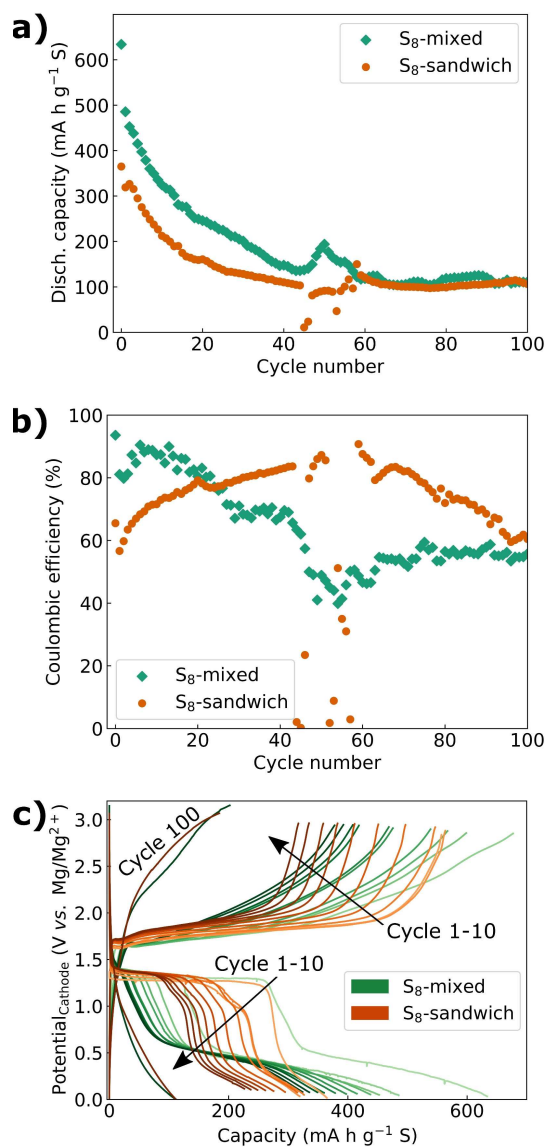 a)
600
500
400
300
200
100
0
Disch. capacity (mA h g⁻¹ S)
S₈-mixed
S₈-sandwich
0 20 40 60 80 100
Cycle number
b)
100
80
60
40
20
0
Coulombic efficiency (%)
S₈-mixed
S₈-sandwich
0 20 40 60 80 100
Cycle number
c)
3.0
2.5
2.0
1.5
1.0
0.5
0.0
Potential_Cathode (V vs. Mg/Mg²⁺)
Cycle 100
Cycle 1-10
Cycle 1-10
S₈-mixed
S₈-sandwich
0 200 400 600
Capacity (mA h g⁻¹ S)